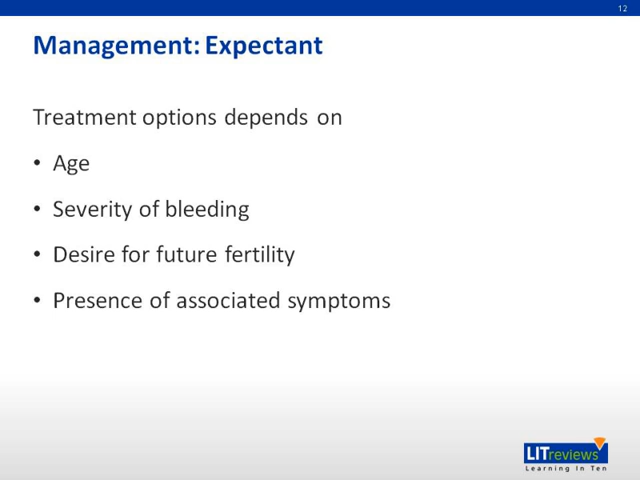 12
Management: Expectant
Treatment options depends on
• Age
• Severity of bleeding
• Desire for future fertility
• Presence of associated symptoms
LITreviews
Learning In Ten